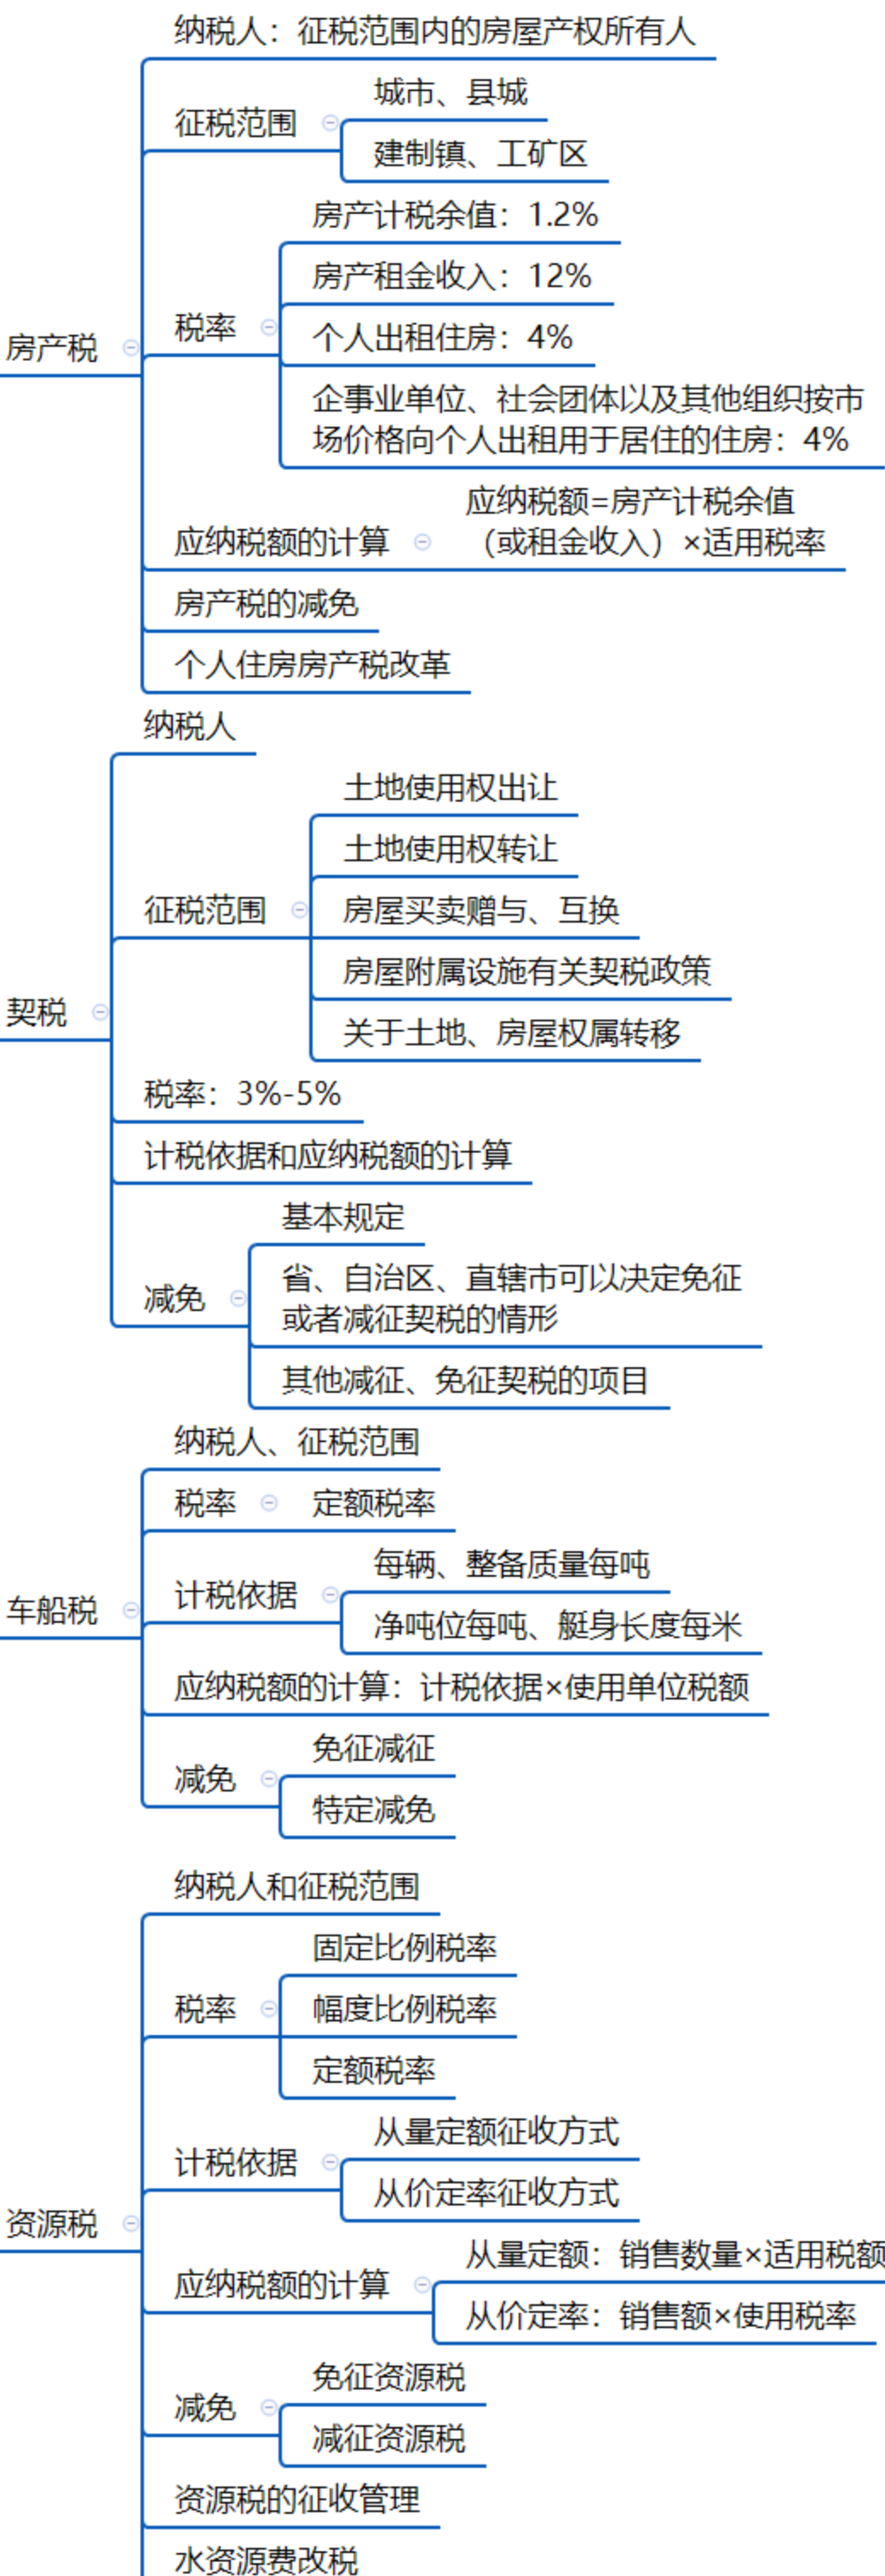 纳税人：征税范围内的房屋产权所有人
城市、县城
征税范围
建制镇、工矿区
房产计税余值：1.2%
房产租金收入：12%
税率
个人出租住房：4%
房产税
企事业单位、社会团体以及其他组织按市
场价格向个人出租用于居住的住房：4%
应纳税额=房产计税余值
应纳税额的计算
（或租金收入）×适用税率
房产税的减免
个人住房房产税改革
纳税人
土地使用权出让
土地使用权转让
征税范围
房屋买卖赠与、互换
房屋附属设施有关契税政策
契税
关于土地、房屋权属转移
税率：3%-5%
计税依据和应纳税额的计算
基本规定
减免
省、自治区、直辖市可以决定免征
或者减征契税的情形
其他减征、免征契税的项目
纳税人、征税范围
税率
定额税率
每辆、整备质量每吨
计税依据
车船税
净吨位每吨、艇身长度每米
应纳税额的计算：计税依据×使用单位税额
免征减征
减免
特定减免
纳税人和征税范围
固定比例税率
税率
幅度比例税率
定额税率
从量定额征收方式
计税依据
从价定率征收方式
资源税
从量定额：销售数量×适用税额
应纳税额的计算
从价定率：销售额×使用税率
免征资源税
减免
减征资源税
资源税的征收管理
水资源费改税